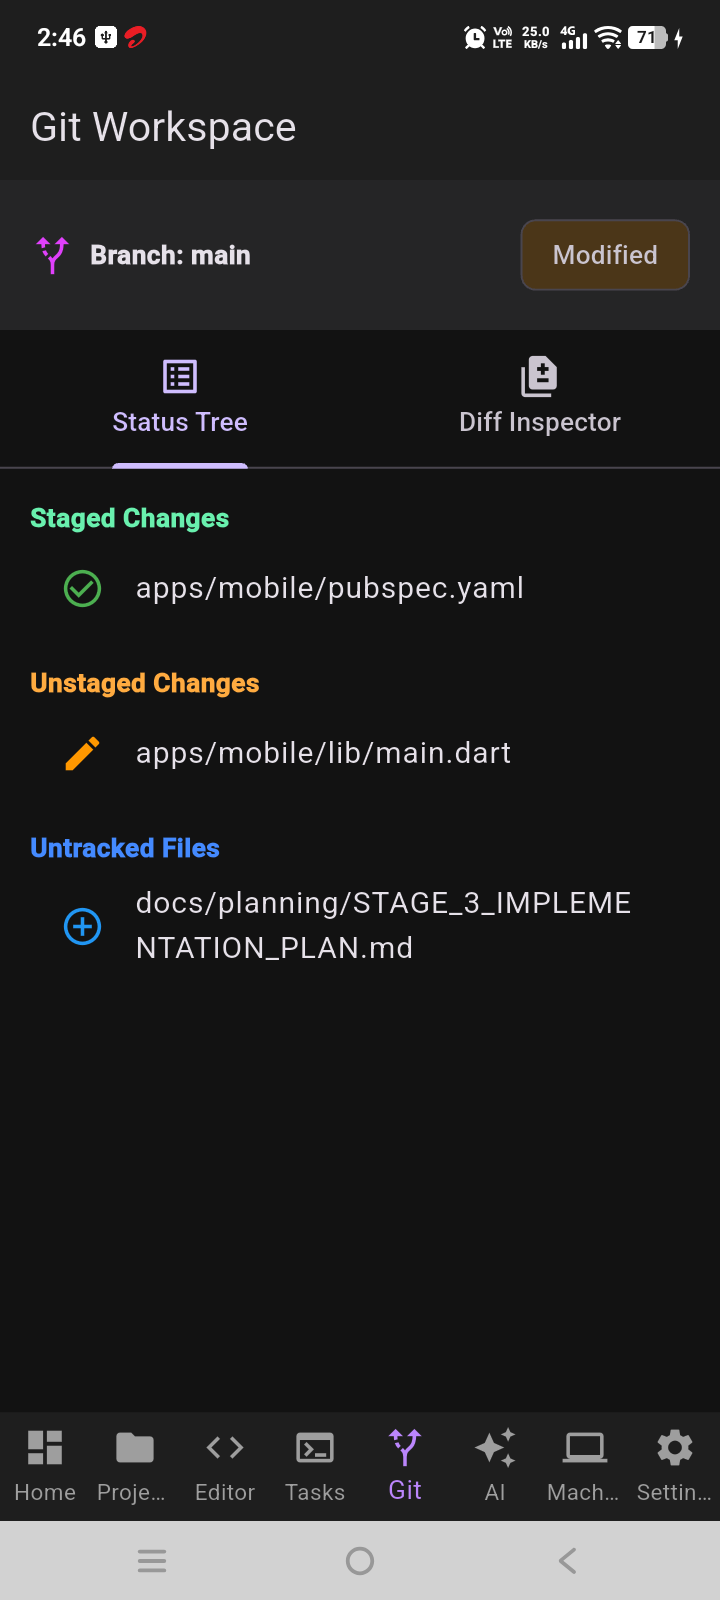 2:46
Vo) LTE
25.0 KB/s
4G
71
Git Workspace
Branch: main
Modified
Status Tree
Diff Inspector
Staged Changes
apps/mobile/pubspec.yaml
Unstaged Changes
apps/mobile/lib/main.dart
Untracked Files
docs/planning/STAGE_3_IMPLEME
NTATION_PLAN.md
Home
Proje...
Editor
Tasks
Git
AI
Mach...
Settin...